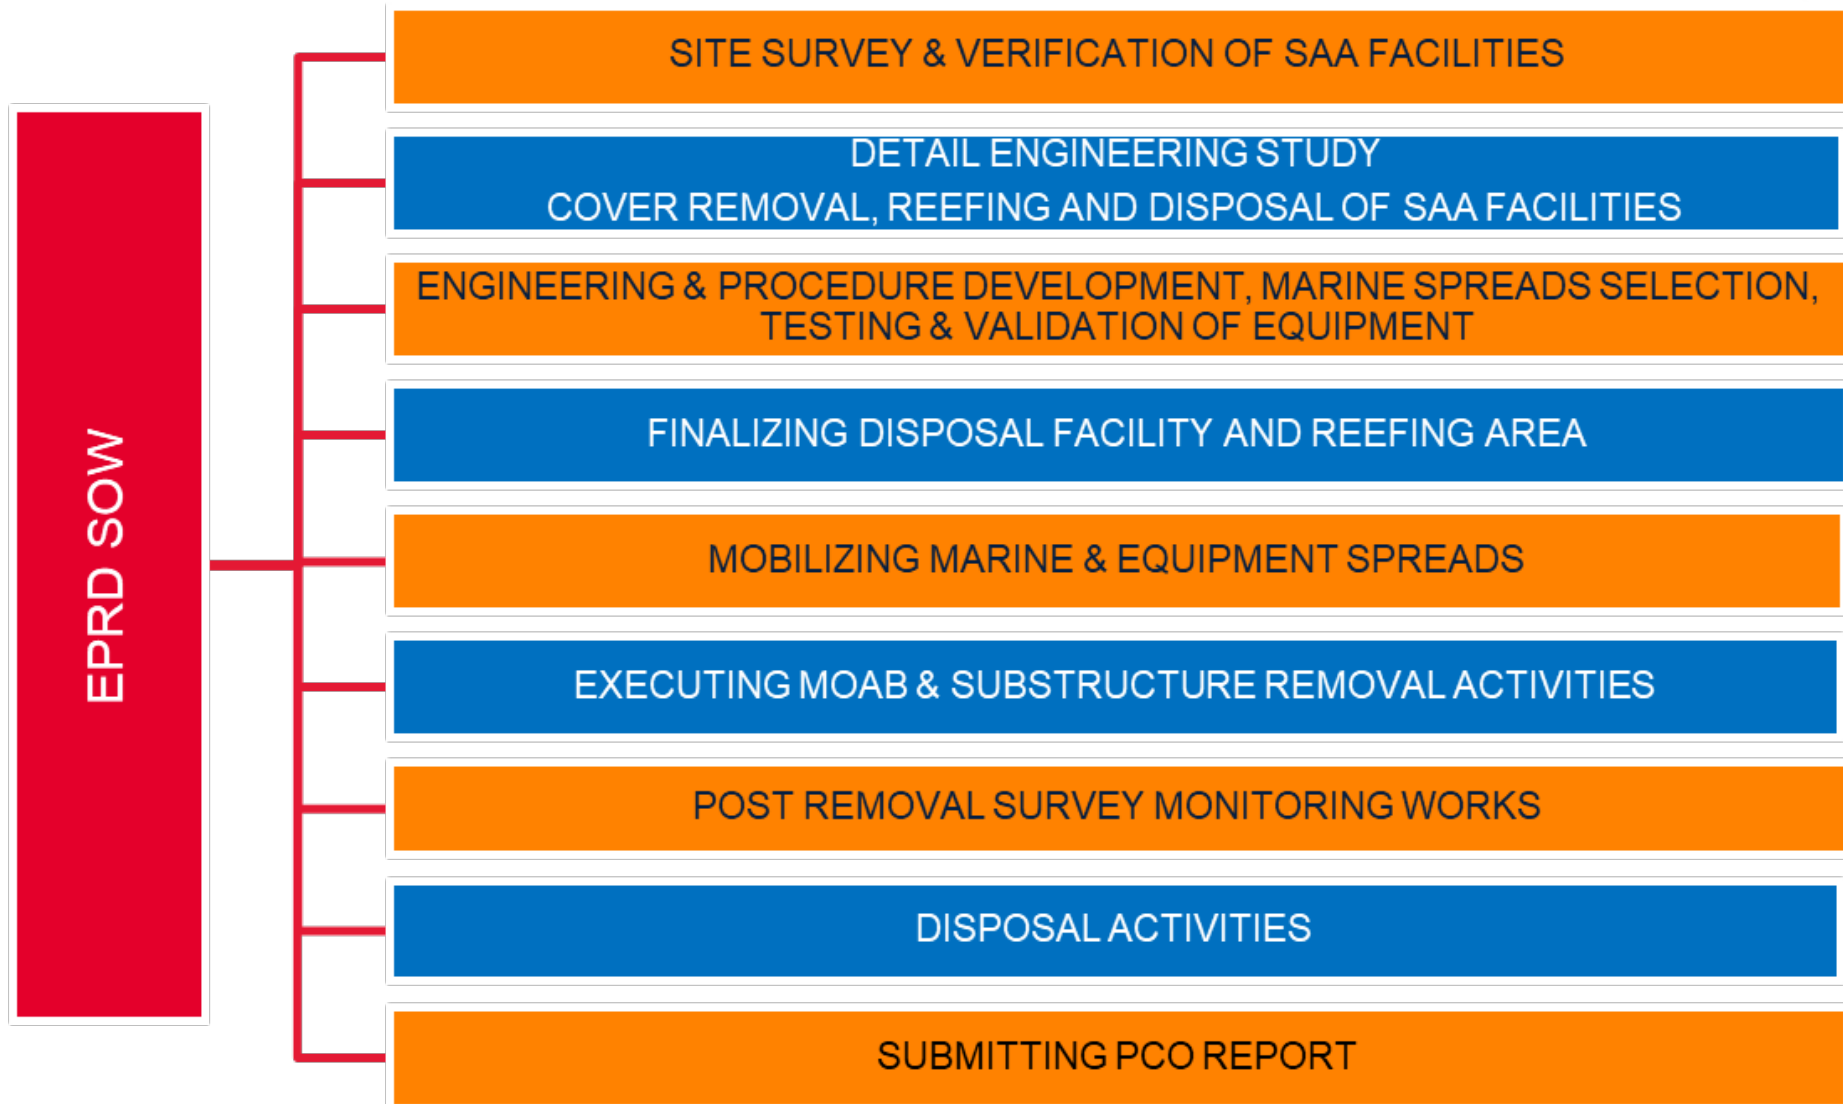 EPRD SOW
SITE SURVEY & VERIFICATION OF SAA FACILITIES
DETAIL ENGINEERING STUDY
COVER REMOVAL, REEFING AND DISPOSAL OF SAA FACILITIES
ENGINEERING & PROCEDURE DEVELOPMENT, MARINE SPREADS SELECTION,
TESTING & VALIDATION OF EQUIPMENT
FINALIZING DISPOSAL FACILITY AND REEFING AREA
MOBILIZING MARINE & EQUIPMENT SPREADS
EXECUTING MOAB & SUBSTRUCTURE REMOVAL ACTIVITIES
POST REMOVAL SURVEY MONITORING WORKS
DISPOSAL ACTIVITIES
SUBMITTING PCO REPORT